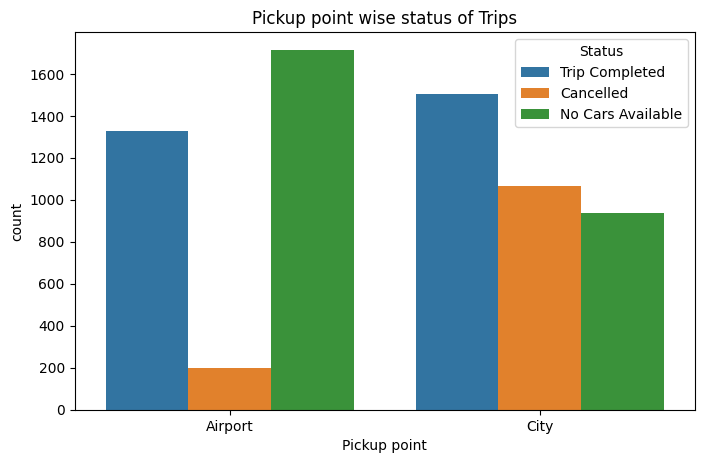 Pickup point wise status of Trips
Status
Trip Completed
Cancelled
No Cars Available
count
1600
1400
1200
1000
800
600
400
200
0
Airport
City
Pickup point